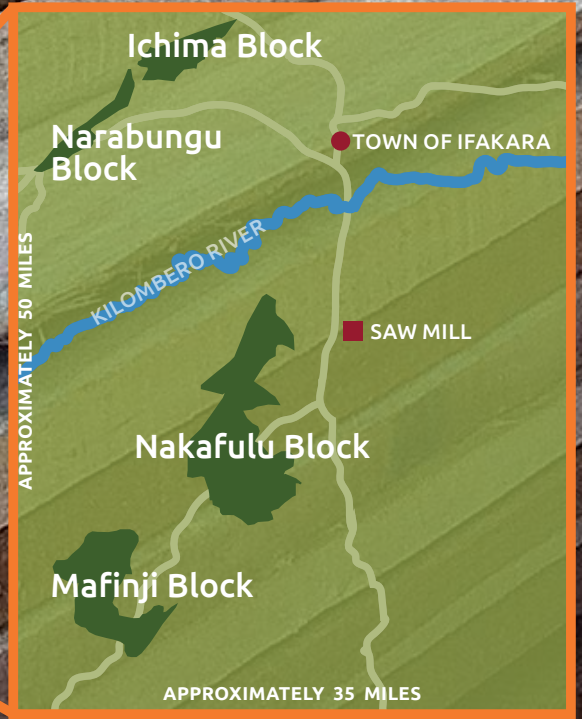 Ichima Block
Narabungu
Block
TOWN OF IFAKARA
KILOMBERO RIVER
APPROXIMATELY 50 MILES
SAW MILL
Nakafulu Block
Mafinji Block
APPROXIMATELY 35 MILES